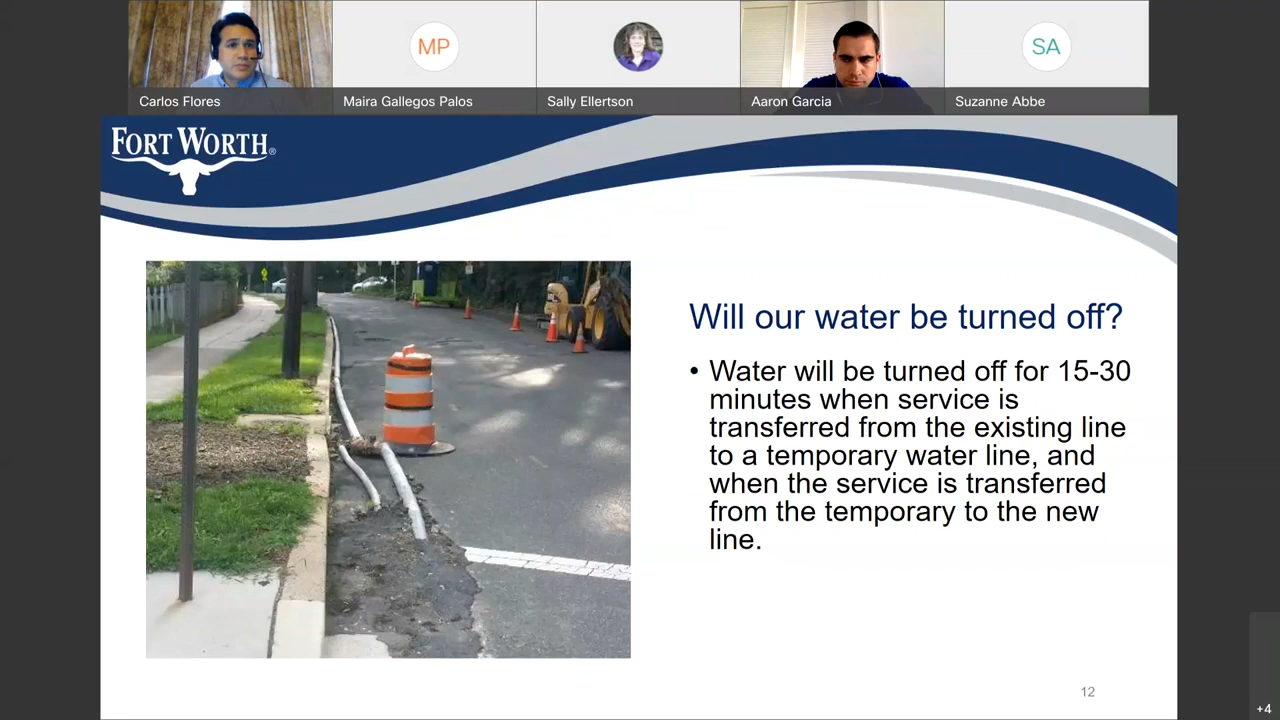 MP
SA
Carlos Flores
Maira Gallegos Palos
Sally Ellertson
Aaron Garcia
Suzanne Abbe
FORT WORTH®
Will our water be turned off?
• Water will be turned off for 15-30
minutes when service is
transferred from the existing line
to a temporary water line, and
when the service is transferred
from the temporary to the new
line.
12
+4